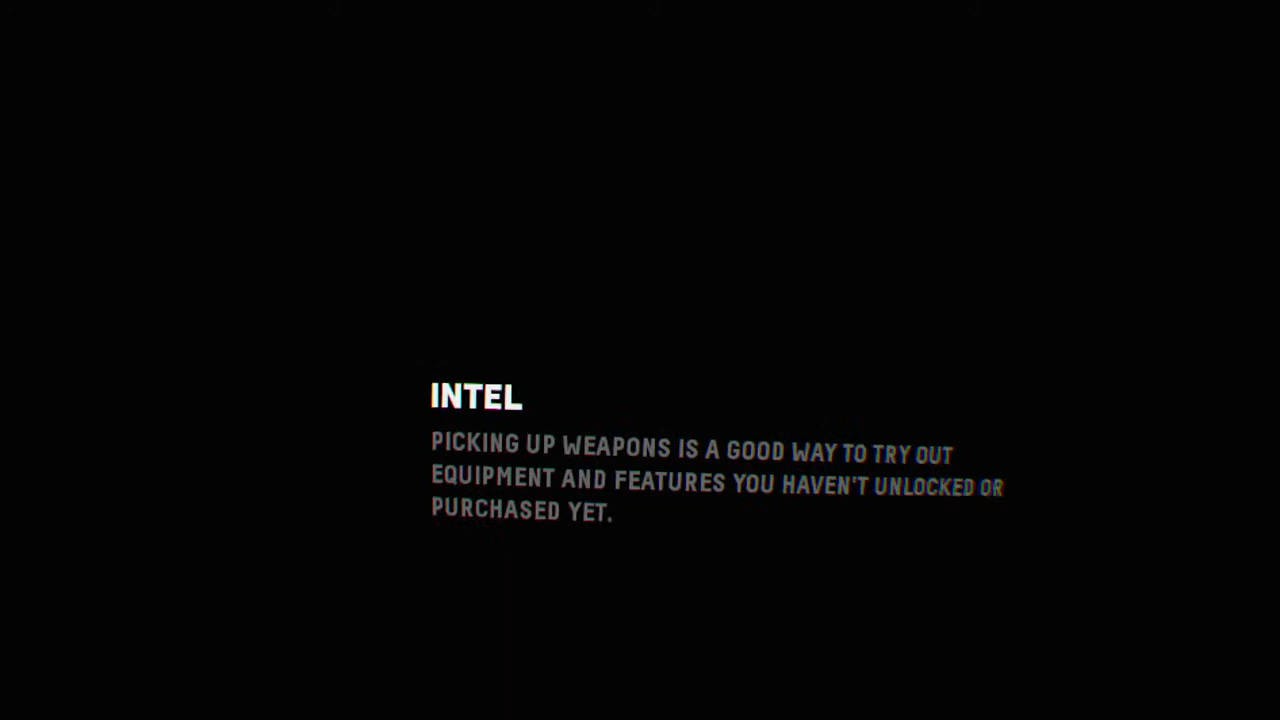 INTEL
PICKING UP WEAPONS IS A GOOD WAY TO TRY OUT
EQUIPMENT AND FEATURES YOU HAVEN'T UNLOCKED OR
PURCHASED YET.